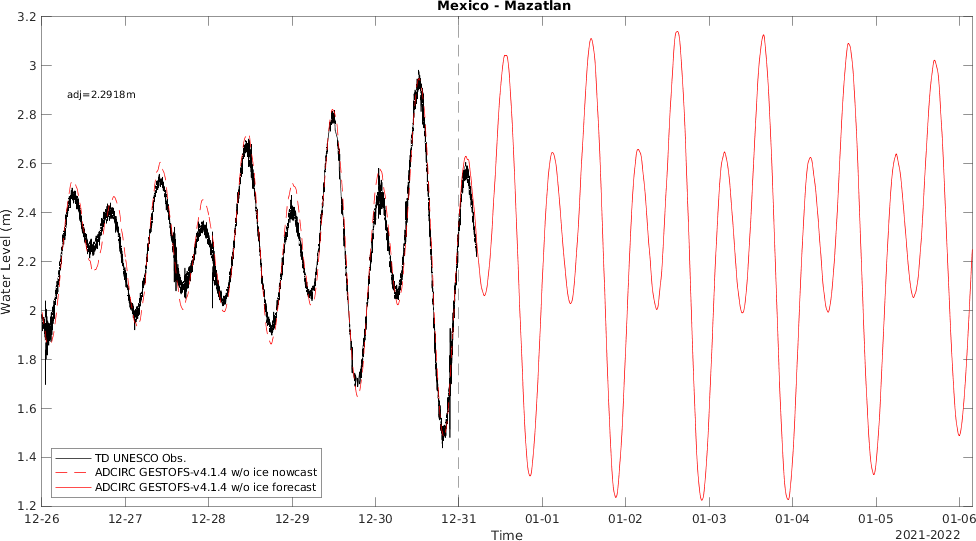 Mexico - Mazatlan
3.2
3
2.8
2.6
2.4
2.2
2
1.8
1.6
1.4
1.2
Water Level (m)
adj=2.2918m
TD UNESCO Obs.
ADCIRC GESTOFS-v4.1.4 w/o ice nowcast
ADCIRC GESTOFS-v4.1.4 w/o ice forecast
12-26 12-27 12-28 12-29 12-30 12-31 01-01 01-02 01-03 01-04 01-05 01-06
Time
2021-2022